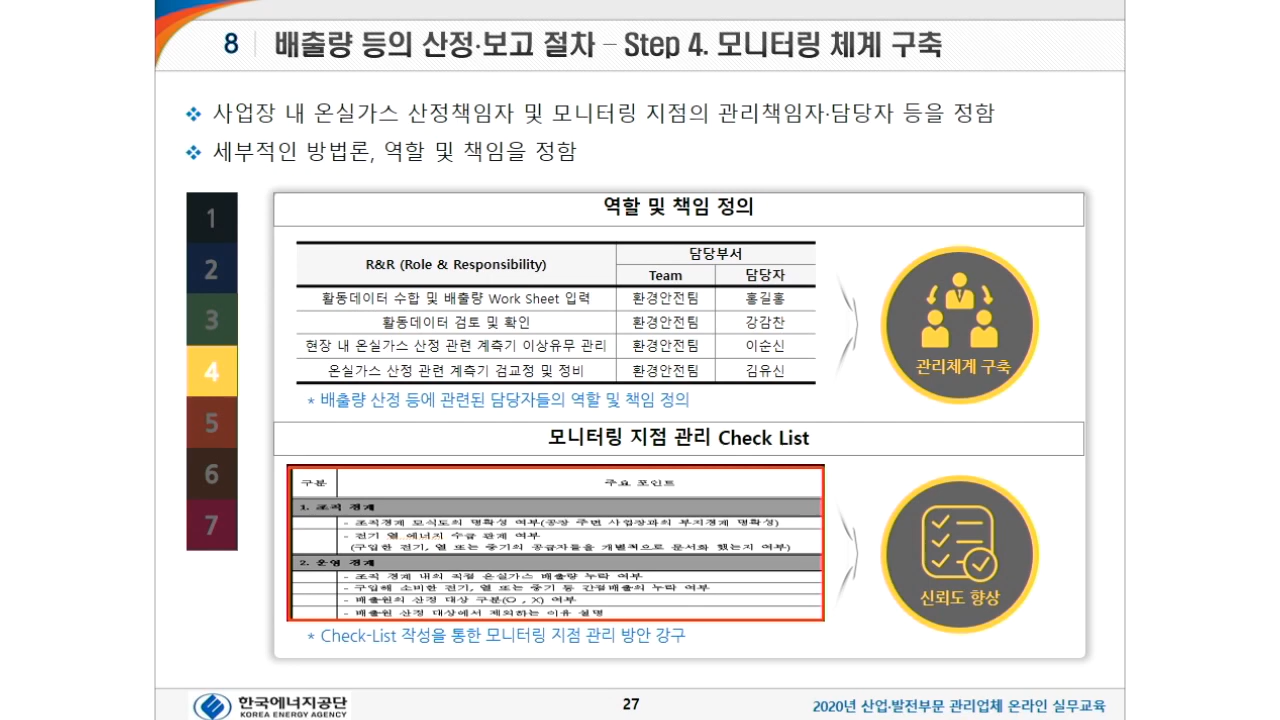 8 배출량 등의 산정·보고 절차 – Step 4. 모니터링 체계 구축
❖ 사업장 내 온실가스 산정책임자 및 모니터링 지점의 관리책임자·담당자 등을 정함
❖ 세부적인 방법론, 역할 및 책임을 정함
1
2
3
4
5
6
7
역할 및 책임 정의
R&R (Role & Responsibility) 담당부서
Team 담당자
활동데이터 수합 및 배출량 Work Sheet 입력 환경안전팀 홍길홍
활동데이터 검토 및 확인 환경안전팀 강감찬
현장 내 온실가스 산정 관련 계측기 이상유무 관리 환경안전팀 이순신
온실가스 산정 관련 계측기 검교정 및 정비 환경안전팀 김유신
* 배출량 산정 등에 관련된 담당자들의 역할 및 책임 정의
관리체계 구축
모니터링 지점 관리 Check List
구분 주요 포인트
1. 조직 경계
- 조직경계 모식도의 명확성 여부(공장 주변 사업장과의 부지경계 명확성)
- 전기 열 에너지 수급 관계 여부
(구입한 전기, 열 또는 증기의 공급자들을 개별적으로 문서화 했는지 여부)
2. 운영 경계
- 조직 경계 내의 직접 온실가스 배출량 누락 여부
- 구입해 소비한 전기, 열 또는 증기 등 간접배출의 누락 여부
- 배출원의 산정 대상 구분(O , X) 여부
- 배출원 산정 대상에서 제외하는 이유 설명
* Check-List 작성을 통한 모니터링 지점 관리 방안 강구
신뢰도 향상
한국에너지공단
KOREA ENERGY AGENCY
27
2020년 산업·발전부문 관리업체 온라인 실무교육